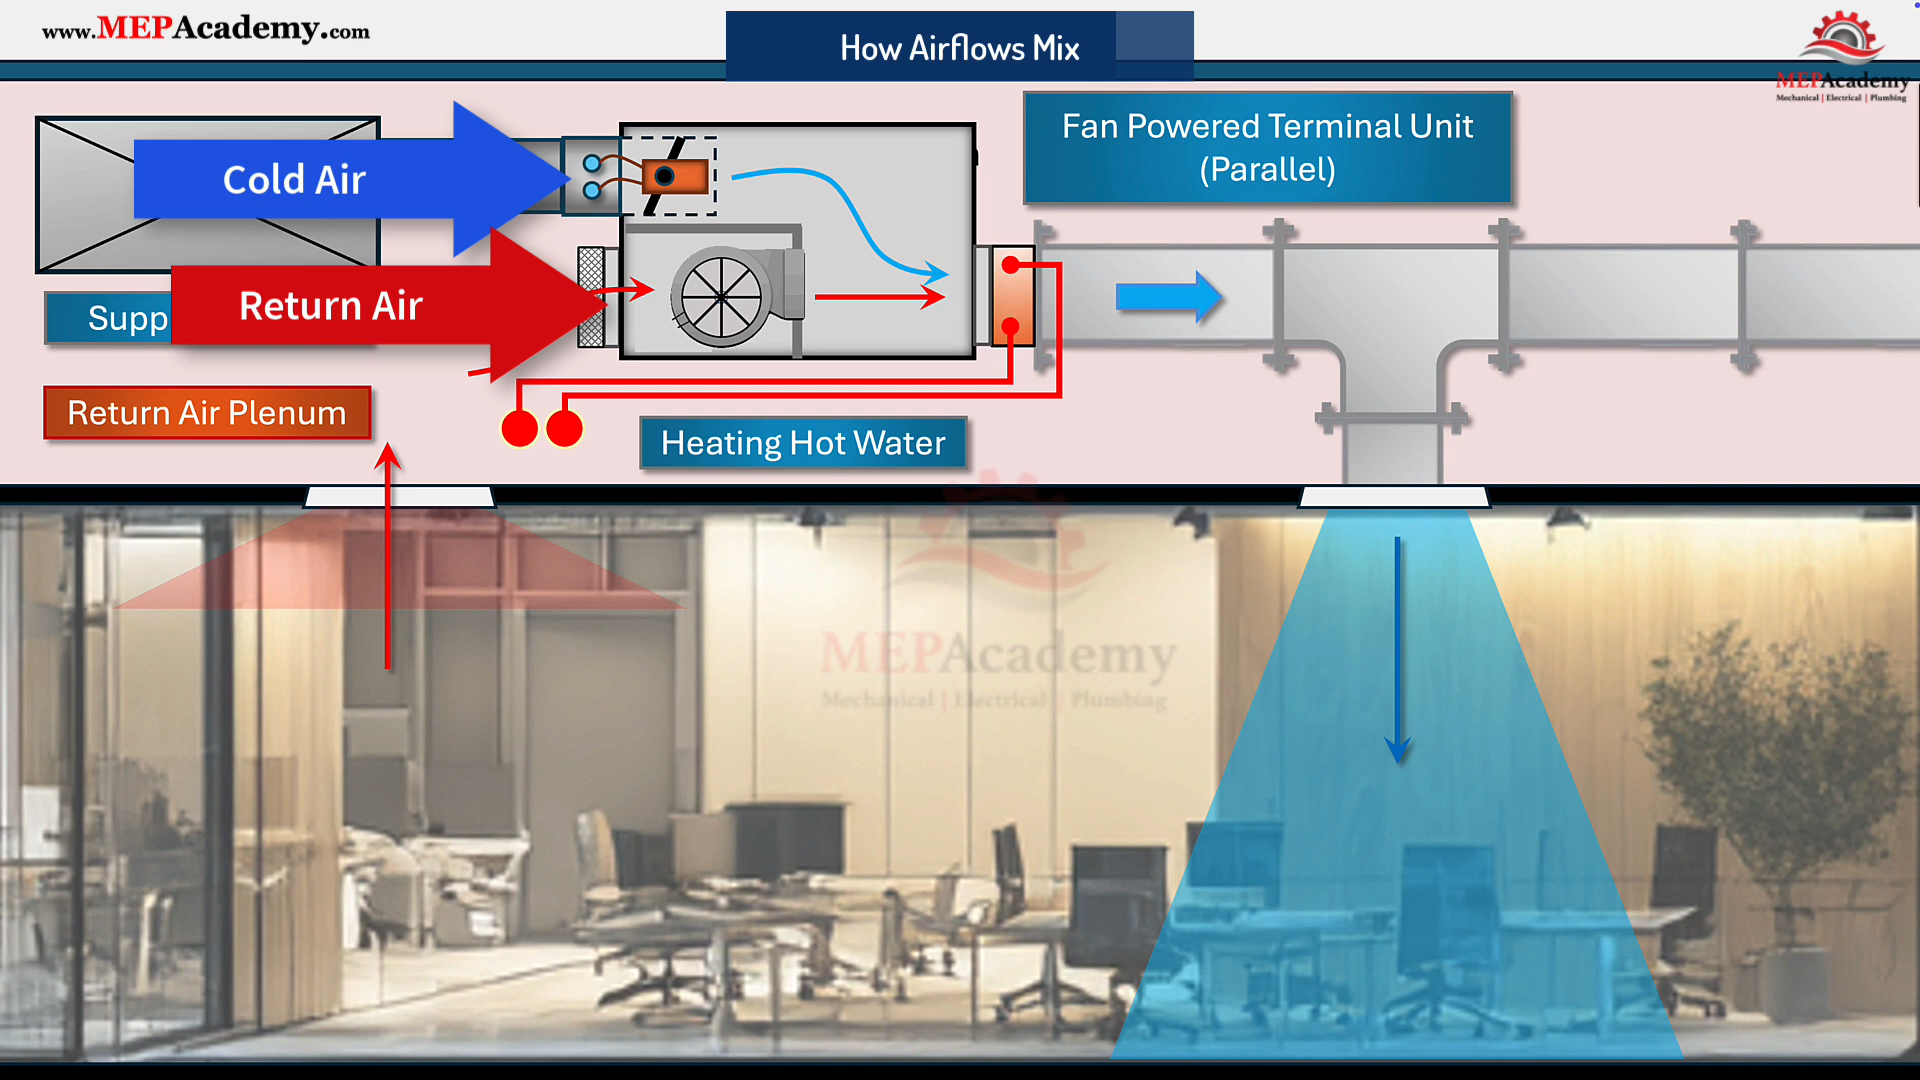 www.MEPAcademy.com
How Airflows Mix
MEPAcademy
Mechanical | Electrical | Plumbing
Fan Powered Terminal Unit
(Parallel)
Cold Air
Return Air
Supp
Return Air Plenum
Heating Hot Water
MEPAcademy
Mechanical | Electrical | Plumbing